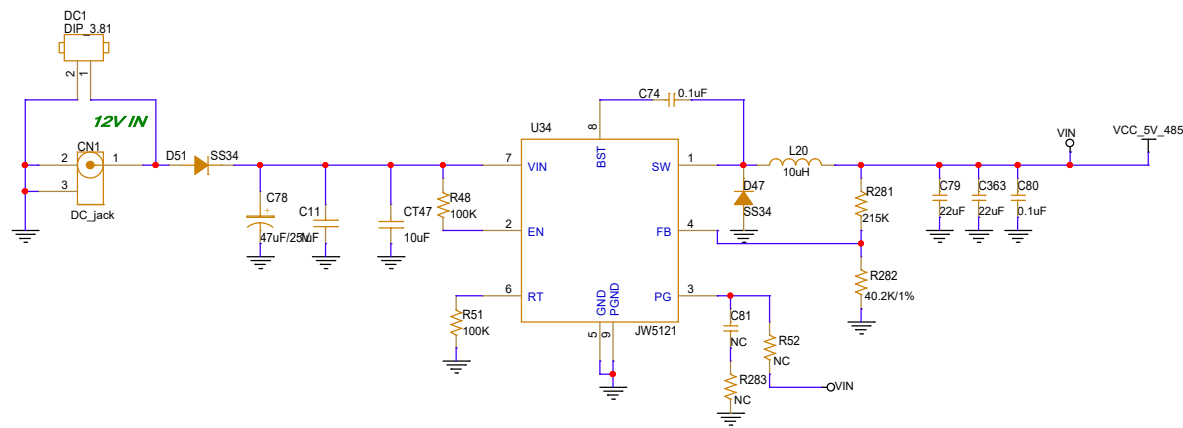 DC1
DIP_3.81
2
1
12V IN
CN1
2
1
3
DC_jack
D51
SS34
C78
47uF/25V
C11
1uF
CT47
10uF
R48
100K
R51
100K
U34
7
VIN
2
EN
6
RT
8
BST
SW
1
FB
4
PG
3
GND
PGND
5
9
JW5121
C74
0.1uF
L20
10uH
D47
SS34
R281
215K
R282
40.2K/1%
C79
22uF
C363
22uF
C80
0.1uF
VIN
VCC_5V_485
C81
NC
R283
NC
R52
NC
VIN